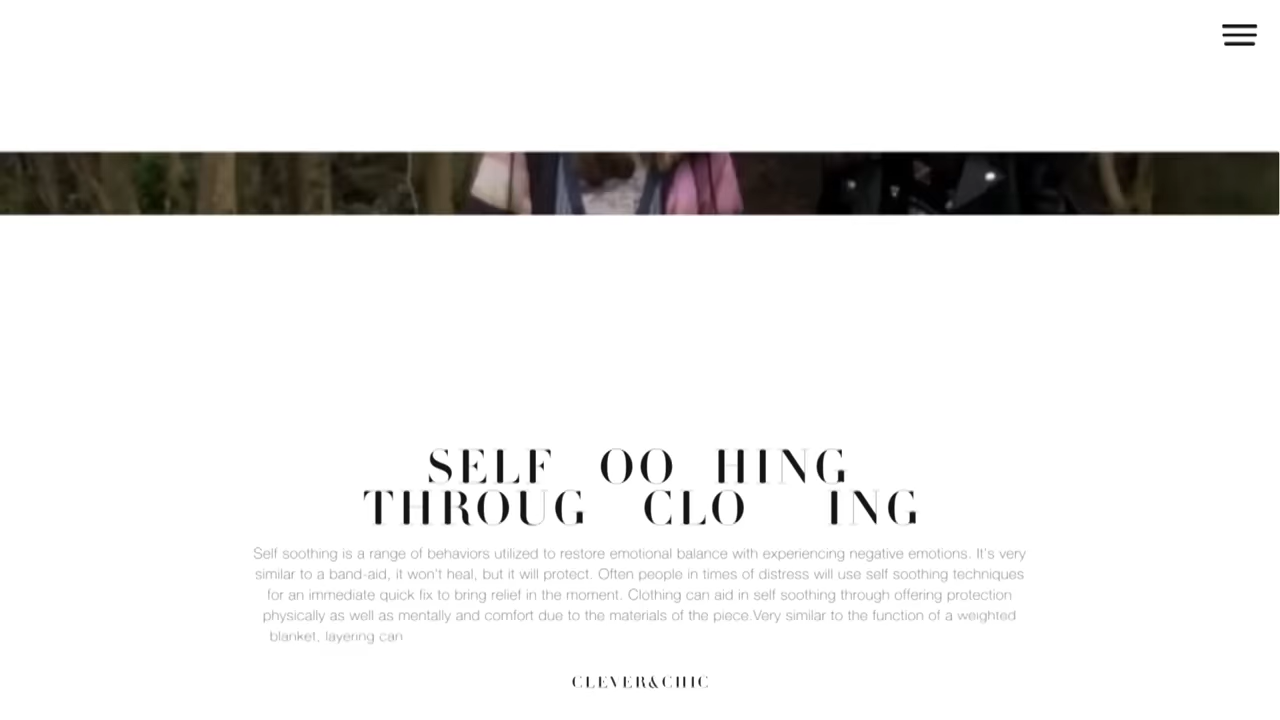 SELF OO HING
THROUG CLO ING
Self soothing is a range of behaviors utilized to restore emotional balance with experiencing negative emotions. It's very
similar to a band-aid, it won't heal, but it will protect. Often people in times of distress will use self soothing techniques
for an immediate quick fix to bring relief in the moment. Clothing can aid in self soothing through offering protection
physically as well as mentally and comfort due to the materials of the piece.Very similar to the function of a weighted
blanket, layering can
CLEVER&CHIC